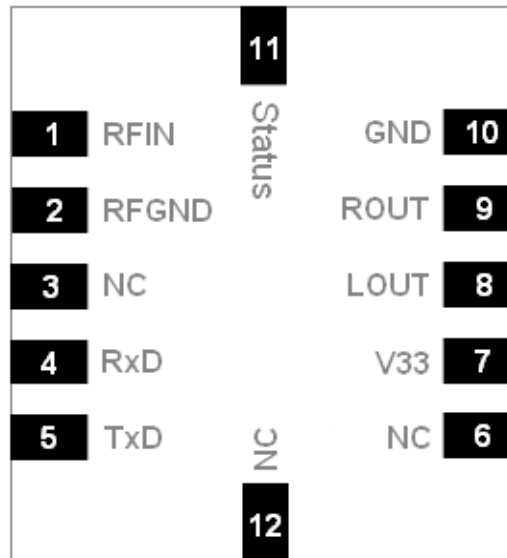 11
Status
1 RFIN GND 10
2 RFGND ROUT 9
3 NC LOUT 8
4 RxD V33 7
5 TxD NC 6
NC
12